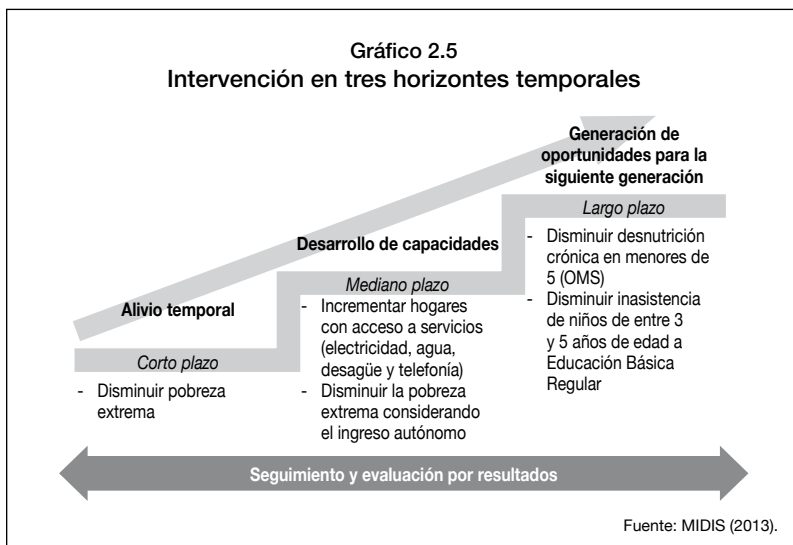 Gráfico 2.5
Intervención en tres horizontes temporales
Alivio temporal
Corto plazo
- Disminuir pobreza
extrema
Desarrollo de capacidades
Mediano plazo
- Incrementar hogares
con acceso a servicios
(electricidad, agua,
desagüe y telefonía)
- Disminuir la pobreza
extrema considerando
el ingreso autónomo
Generación de
oportunidades para la
siguiente generación
Largo plazo
- Disminuir desnutrición
crónica en menores de
5 (OMS)
- Disminuir inasistencia
de niños de entre 3
y 5 años de edad a
Educación Básica
Regular
Seguimiento y evaluación por resultados
Fuente: MIDIS (2013).